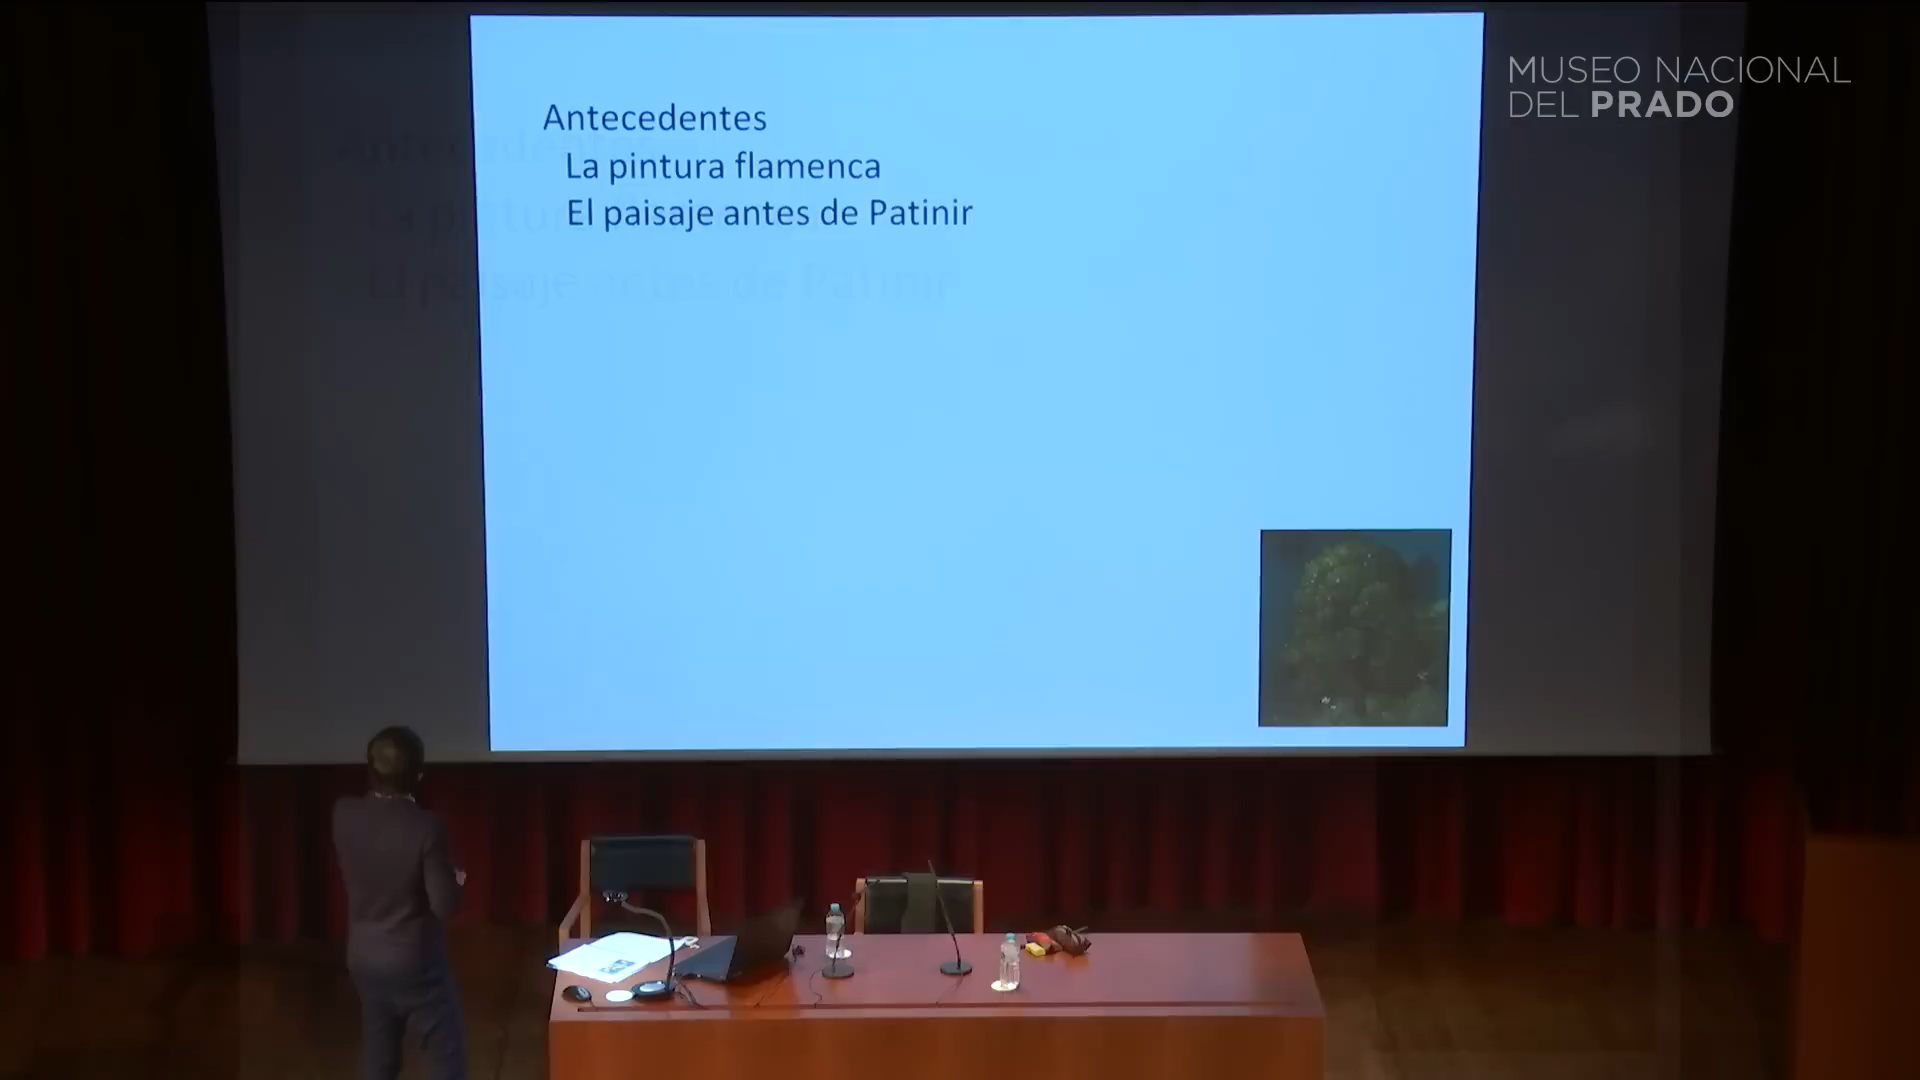 MUSEO NACIONAL
DEL PRADO
Antecedentes
La pintura flamenca
El paisaje antes de Patinir